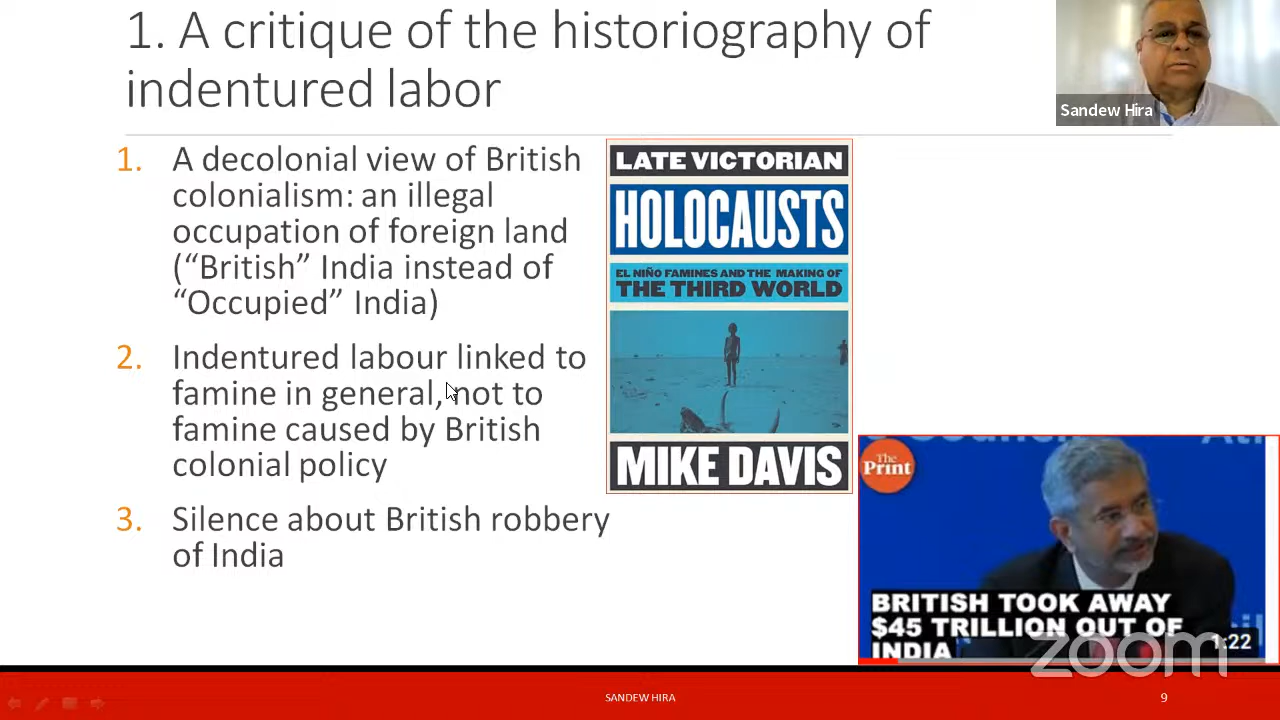 1. A critique of the historiography of
indentured labor
Sandew Hira
1. A decolonial view of British
colonialism: an illegal
occupation of foreign land
(“British” India instead of
“Occupied” India)
2. Indentured labour linked to
famine in general, not to
famine caused by British
colonial policy
3. Silence about British robbery
of India
LATE VICTORIAN
HOLOCAUSTS
EL NIÑO FAMINES AND THE MAKING OF
THE THIRD WORLD
MIKE DAVIS
The
Print
BRITISH TOOK AWAY
$45 TRILLION OUT OF
INDIA
1:22
zoom
SANDEW HIRA
9